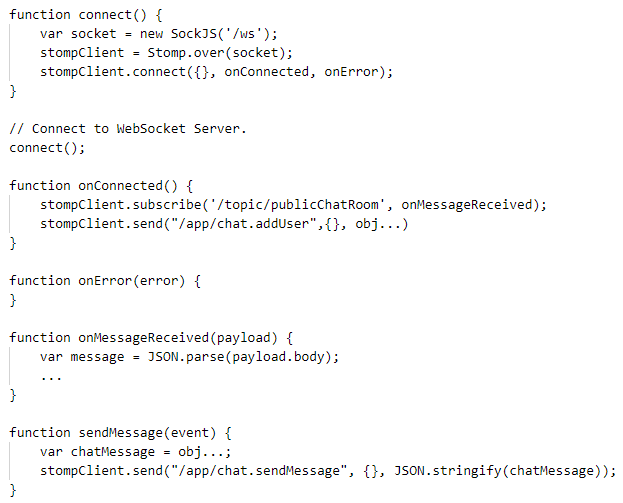 function connect() {
    var socket = new SockJS('/ws');
    stompClient = Stomp.over(socket);
    stompClient.connect({}, onConnected, onError);
}

// Connect to WebSocket Server.
connect();

function onConnected() {
    stompClient.subscribe('/topic/publicChatRoom', onMessageReceived);
    stompClient.send("/app/chat.addUser",{}, obj...)
}

function onError(error) {
}

function onMessageReceived(payload) {
    var message = JSON.parse(payload.body);
    ...
}

function sendMessage(event) {
    var chatMessage = obj...;
    stompClient.send("/app/chat.sendMessage", {}, JSON.stringify(chatMessage));
}